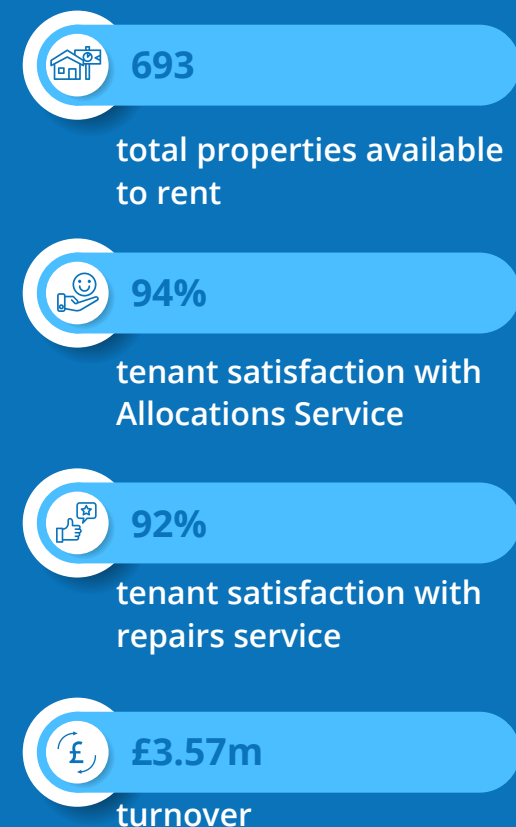 693
total properties available
to rent
94%
tenant satisfaction with
Allocations Service
92%
tenant satisfaction with
repairs service
£
£3.57m
turnover